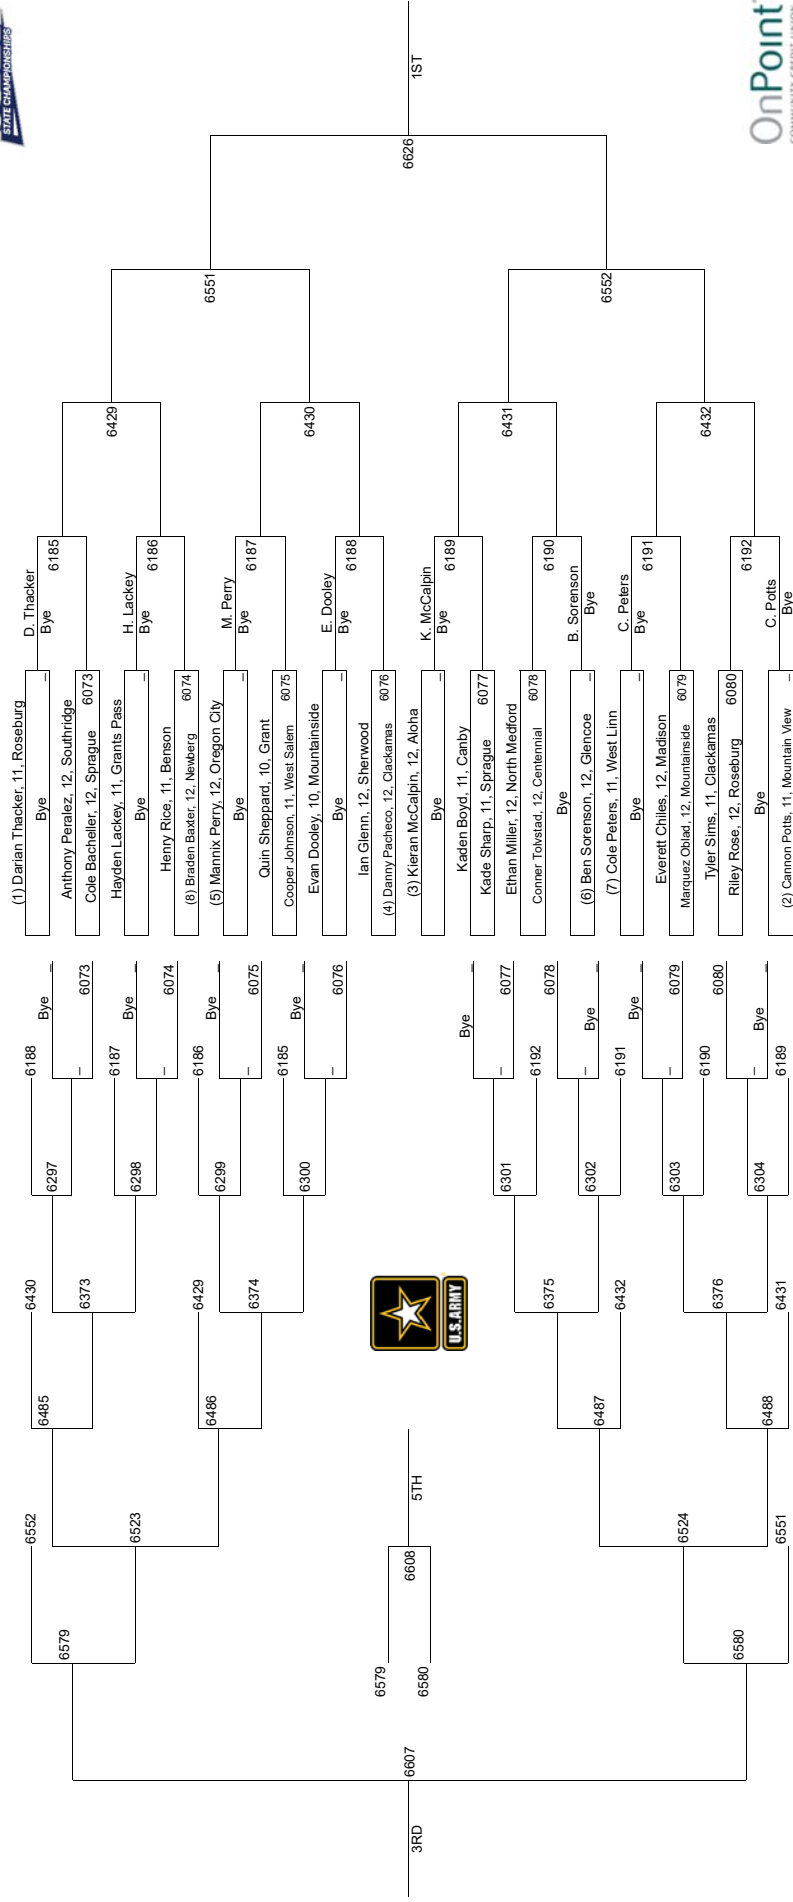 STATE CHAMPIONSHIPS
(1) Darian Thacker, 11, Roseburg
Bye
–
D. Thacker
Bye
6185
Anthony Peralez, 12, Southridge
Cole Bacheller, 12, Sprague
6073
6429
Hayden Lackey, 11, Grants Pass
Bye
–
H. Lackey
Bye
6186
Henry Rice, 11, Benson
(8) Braden Baxter, 12, Newberg
6074
6551
(5) Mannix Perry, 12, Oregon City
Bye
–
M. Perry
Bye
6187
Quin Sheppard, 10, Grant
Cooper Johnson, 11, West Salem
6075
6430
Evan Dooley, 10, Mountainside
Bye
–
E. Dooley
Bye
6188
Ian Glenn, 12, Sherwood
(4) Danny Pacheco, 12, Clackamas
6076
6626
1ST
(3) Kieran McCalpin, 12, Aloha
Bye
–
K. McCalpin
Bye
6189
Kaden Boyd, 11, Canby
Kade Sharp, 11, Sprague
6077
6431
Ethan Miller, 12, North Medford
Conner Tolvstad, 12, Centennial
6078
6190
Bye
(6) Ben Sorenson, 12, Glencoe
–
B. Sorenson
Bye
6552
(7) Cole Peters, 11, West Linn
Bye
–
C. Peters
Bye
6191
Everett Chiles, 12, Madison
Marquez Oblad, 12, Mountainside
6079
6432
Tyler Sims, 11, Clackamas
Riley Rose, 12, Roseburg
6080
6192
Bye
(2) Cannon Potts, 11, Mountain View
–
C. Potts
Bye
6552
6430
6188
Bye
–
6485
6297
–
6073
6579
6373
6187
Bye
–
6298
–
6074
6523
6429
6186
Bye
–
6486
6299
–
6075
6374
6185
Bye
–
6300
–
6076
3RD
6607
6579
6580
6608
5TH
U.S.ARMY
Bye
–
–
6077
6301
6192
6375
6078
Bye
–
–
6302
6191
6487
6432
Bye
–
–
6079
6303
6190
6524
6376
6080
Bye
–
–
6304
6189
6580
6488
6431
6551
OnPoint
COMMUNITY CREDIT UNION